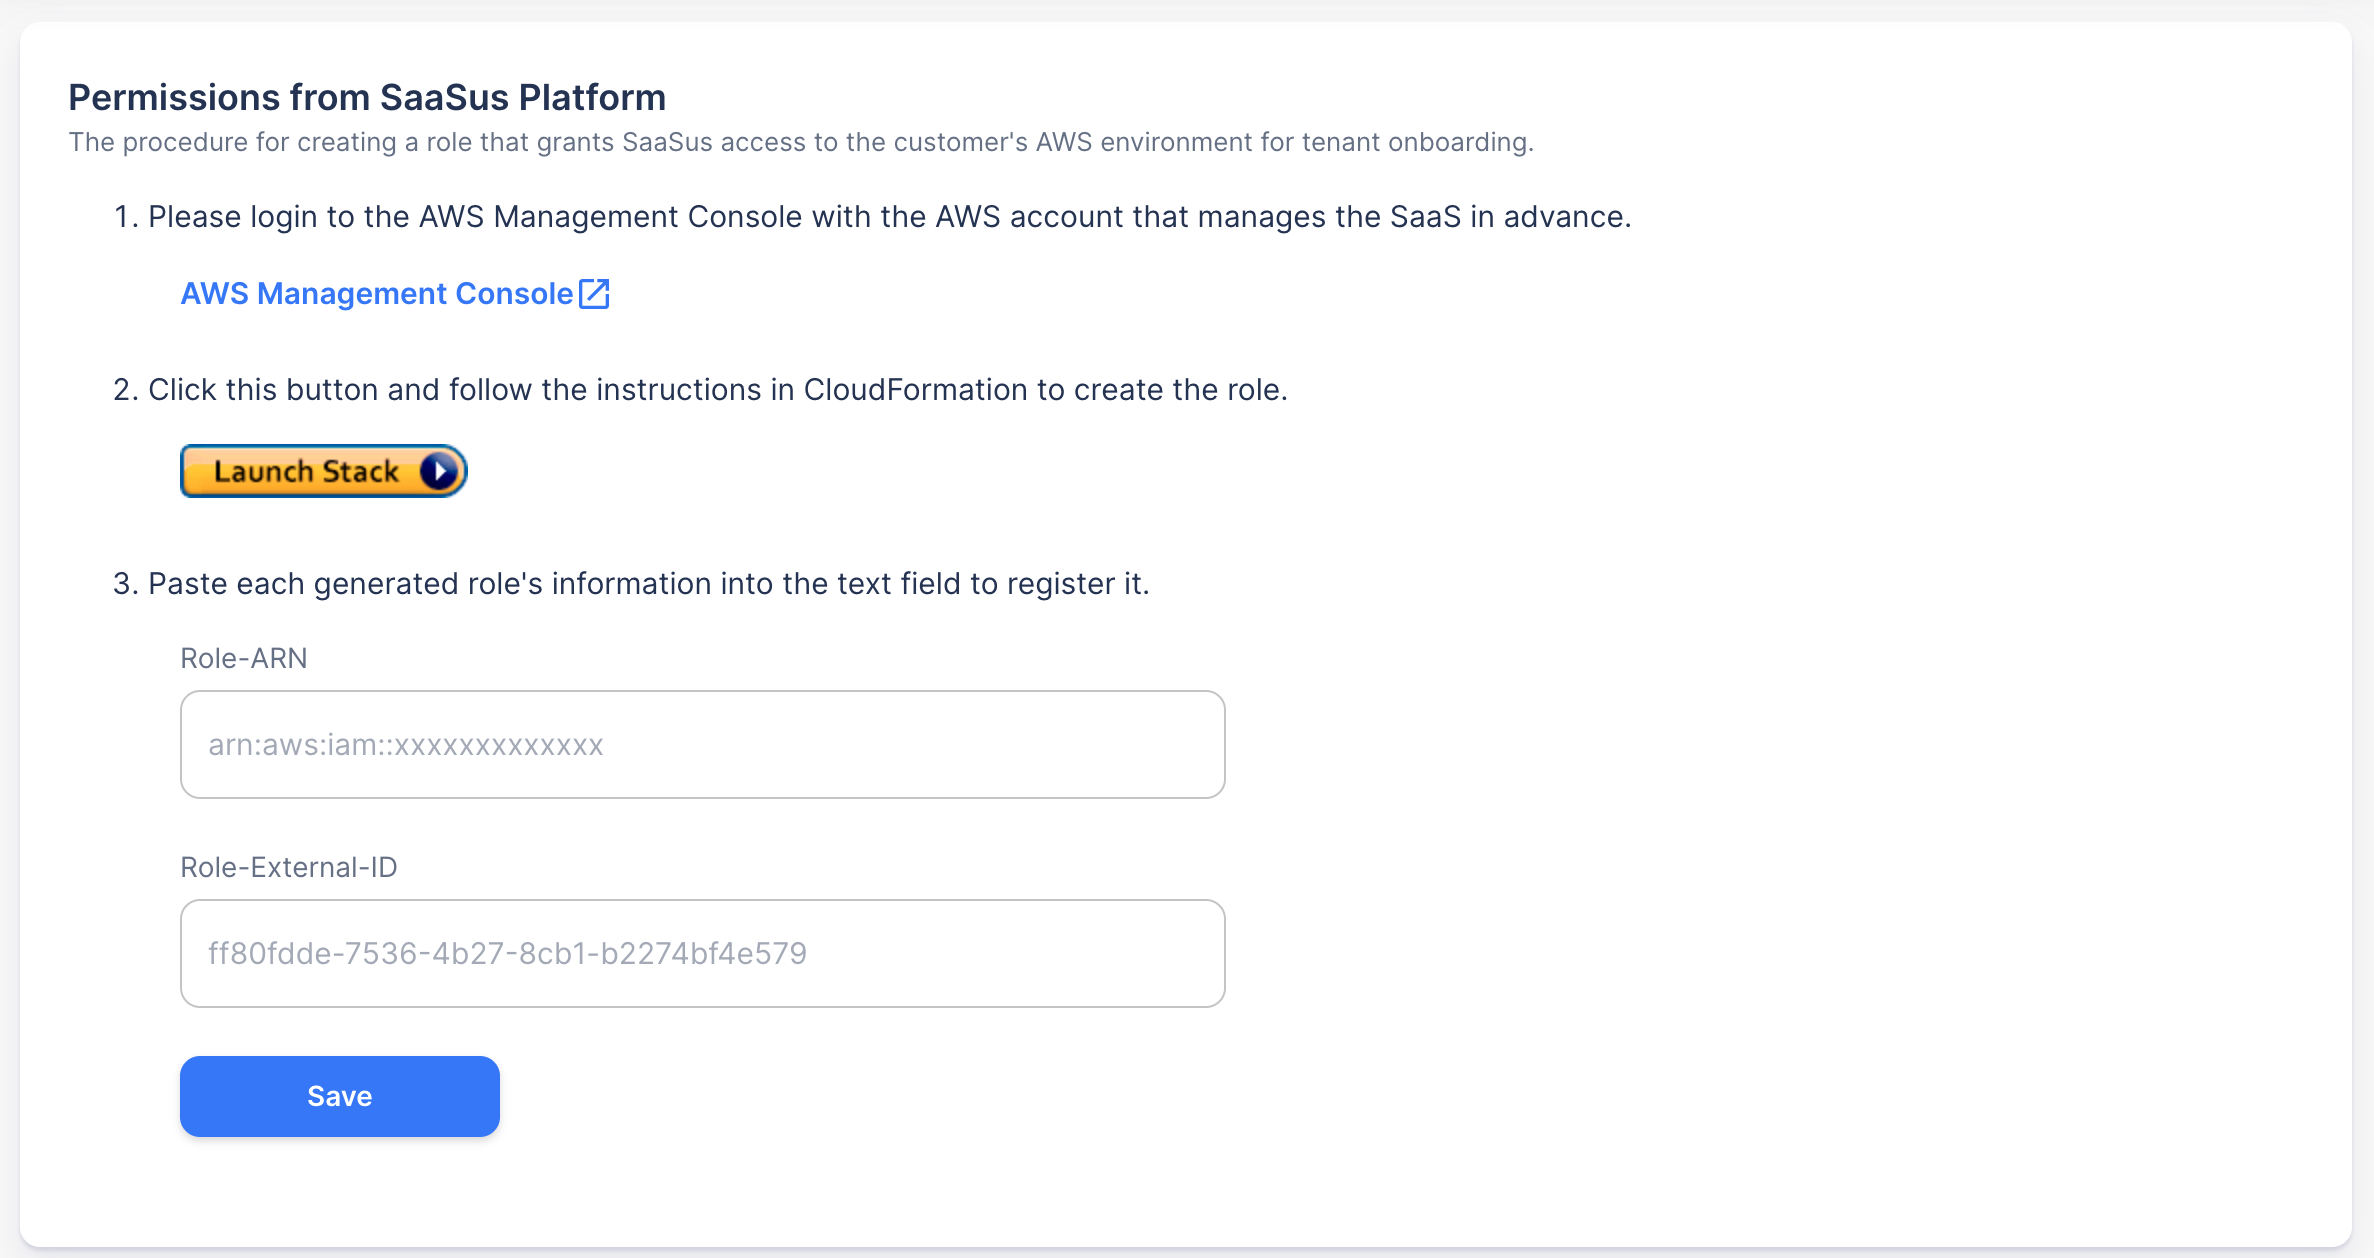 Permissions from SaaSus Platform
The procedure for creating a role that grants SaaSus access to the customer's AWS environment for tenant onboarding.
1. Please login to the AWS Management Console with the AWS account that manages the SaaS in advance.
AWS Management Console
2. Click this button and follow the instructions in CloudFormation to create the role.
Launch Stack
3. Paste each generated role's information into the text field to register it.
Role-ARN
arn:aws:iam::xxxxxxxxxxxxx
Role-External-ID
ff80fdde-7536-4b27-8cb1-b2274bf4e579
Save